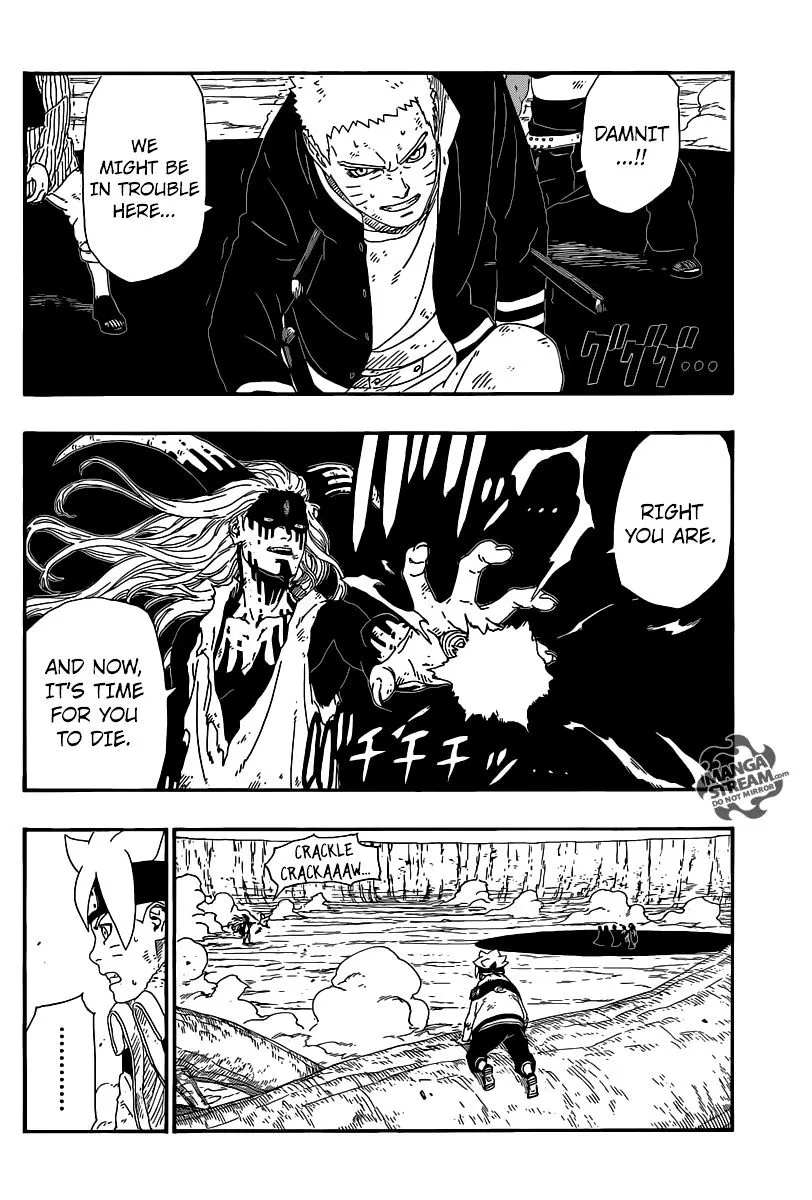 DAMNIT
...!!
WE
MIGHT BE
IN TROUBLE
HERE...
グググ...
...
RIGHT
YOU ARE.
AND NOW,
IT'S TIME
FOR YOU
TO DIE.
チチチッ
MANGA
STREAM.com
DO NOT MIRROR
CRACKLE
CRACKAAAW...
.........